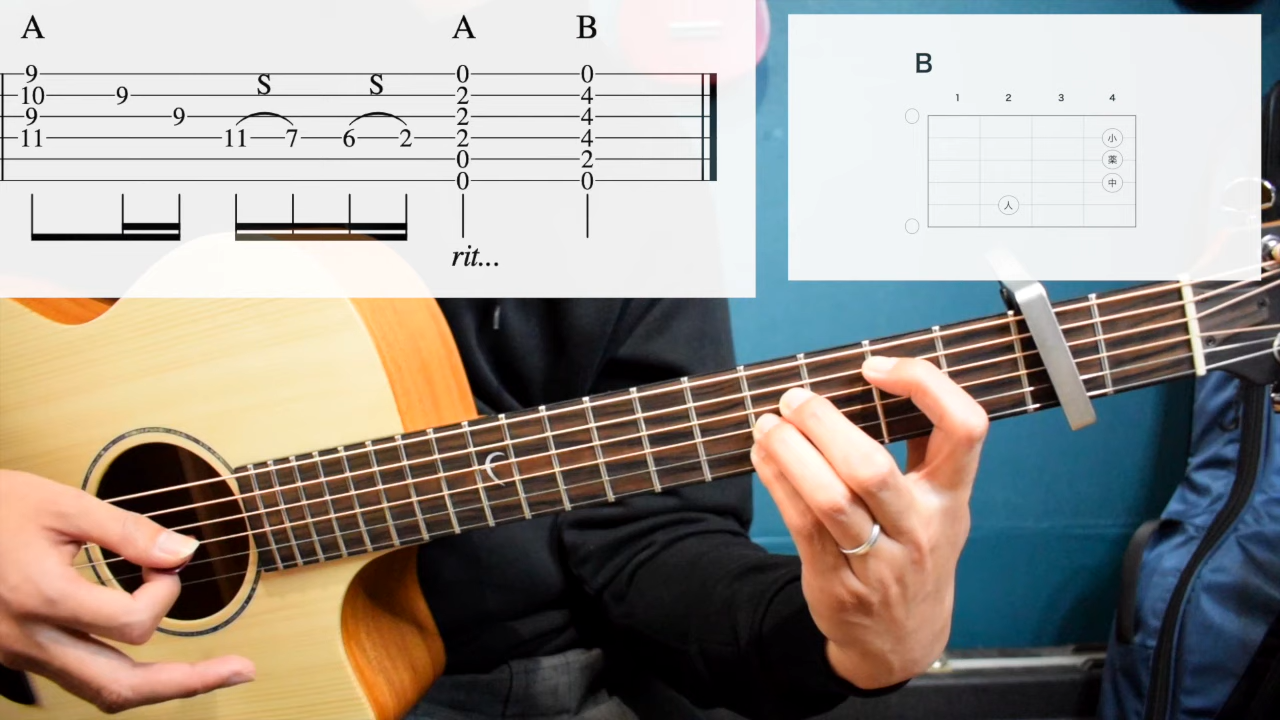 A A B
9 0 0
10 9 S S 2 4
9 9 2 4
11 11 7 6 2 2 4
0 2
0 0
rit...
B
1 2 3 4
小
薬
中
人